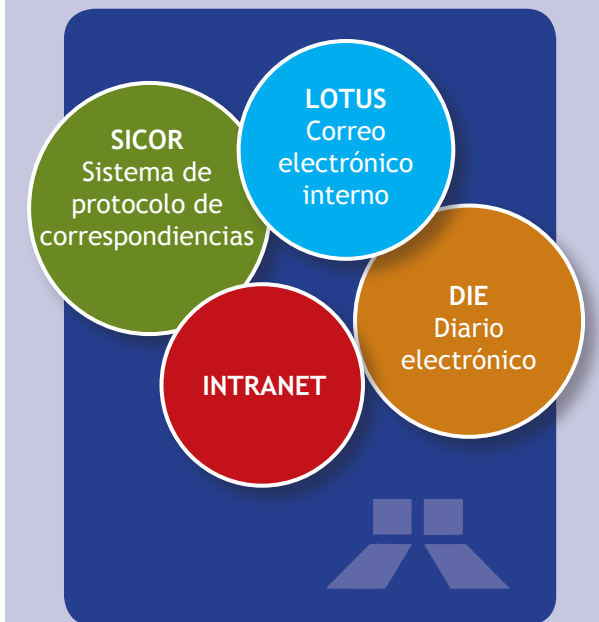 SICOR
Sistema de
protocolo de
correspondiencias
LOTUS
Correo
electrónico
interno
DIE
Diario
electrónico
INTRANET